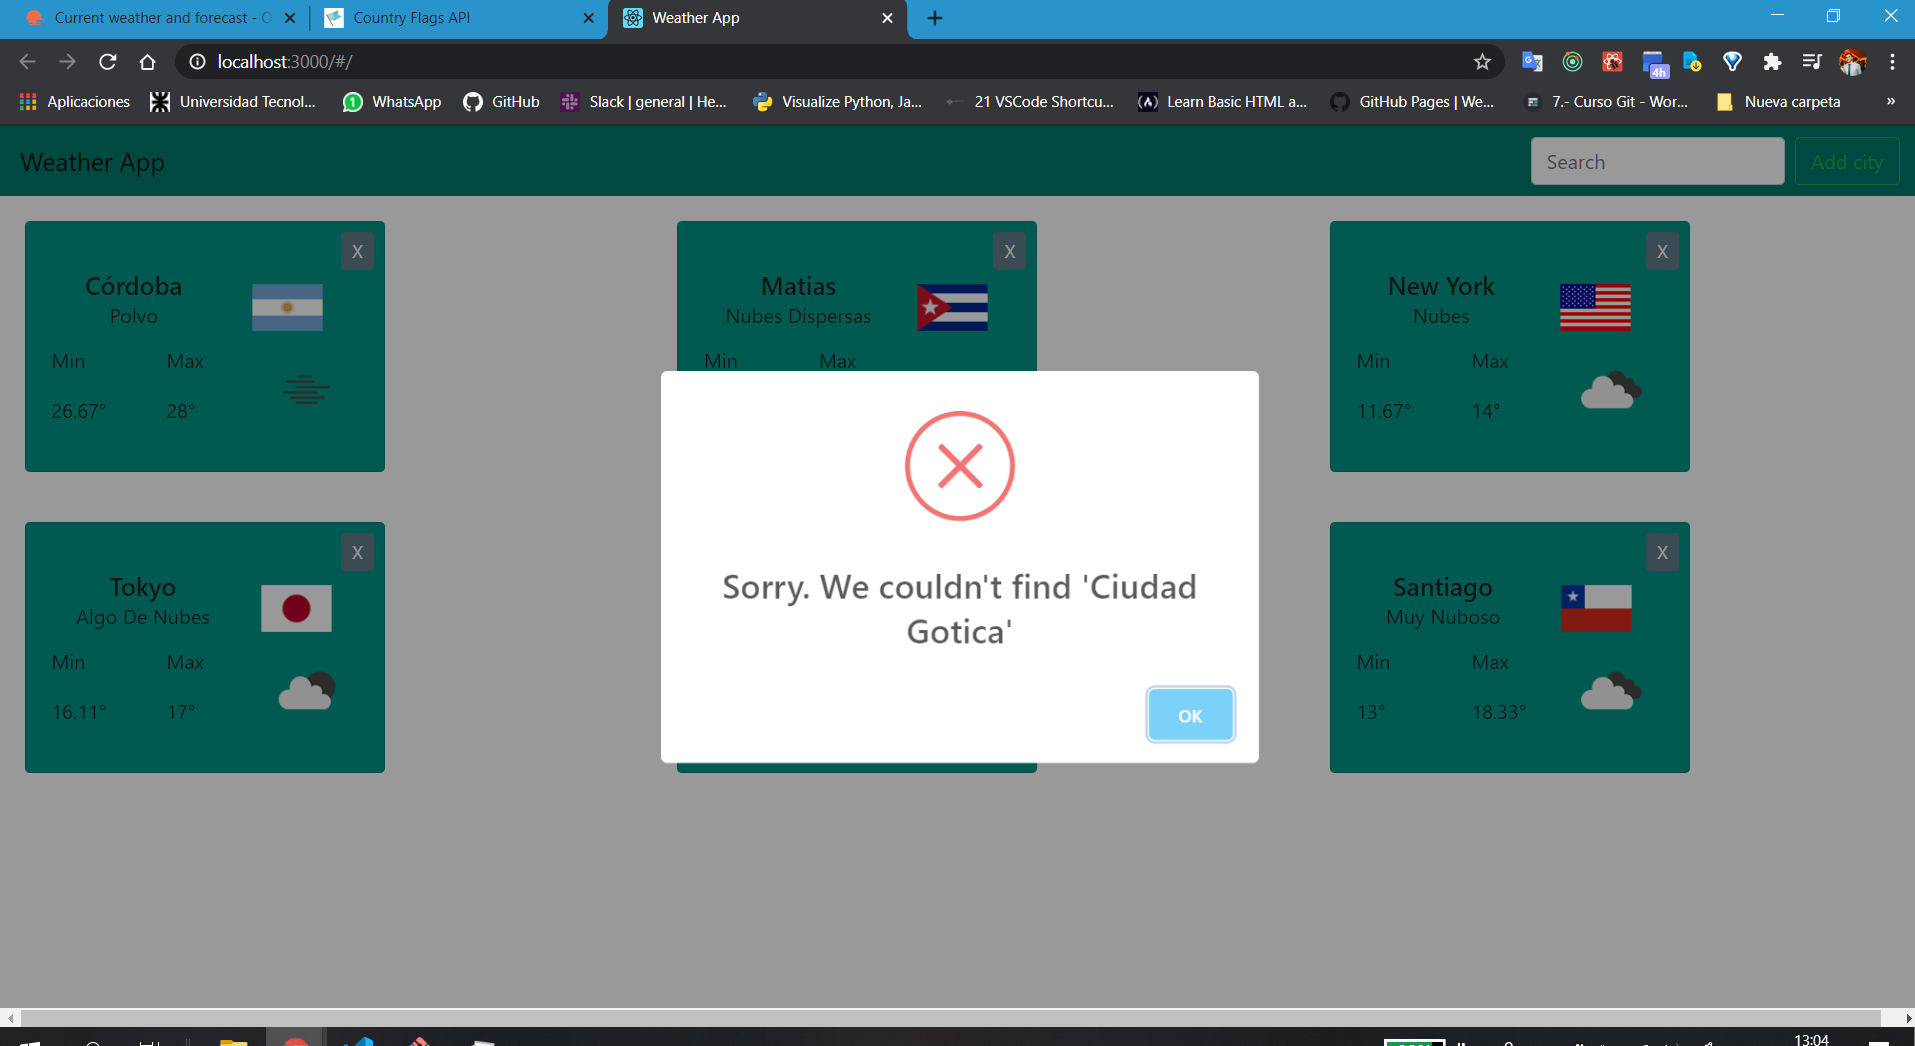 Current weather and forecast - O
Country Flags API
Weather App
localhost:3000/#/
4h
Aplicaciones
Universidad Tecnol...
WhatsApp
GitHub
Slack | general | He...
Visualize Python, Ja...
21 VSCode Shortcu...
Learn Basic HTML a...
GitHub Pages | We...
7.- Curso Git - Wor...
Nueva carpeta
»
Weather App
Search
Add city
X
Córdoba
Polvo
Min Max
26.67° 28°
X
Matias
Nubes Dispersas
Min Max
X
New York
Nubes
Min Max
11.67° 14°
Sorry. We couldn't find 'Ciudad
Gotica'
OK
X
Tokyo
Algo De Nubes
Min Max
16.11° 17°
X
Santiago
Muy Nuboso
Min Max
13° 18.33°
13:04